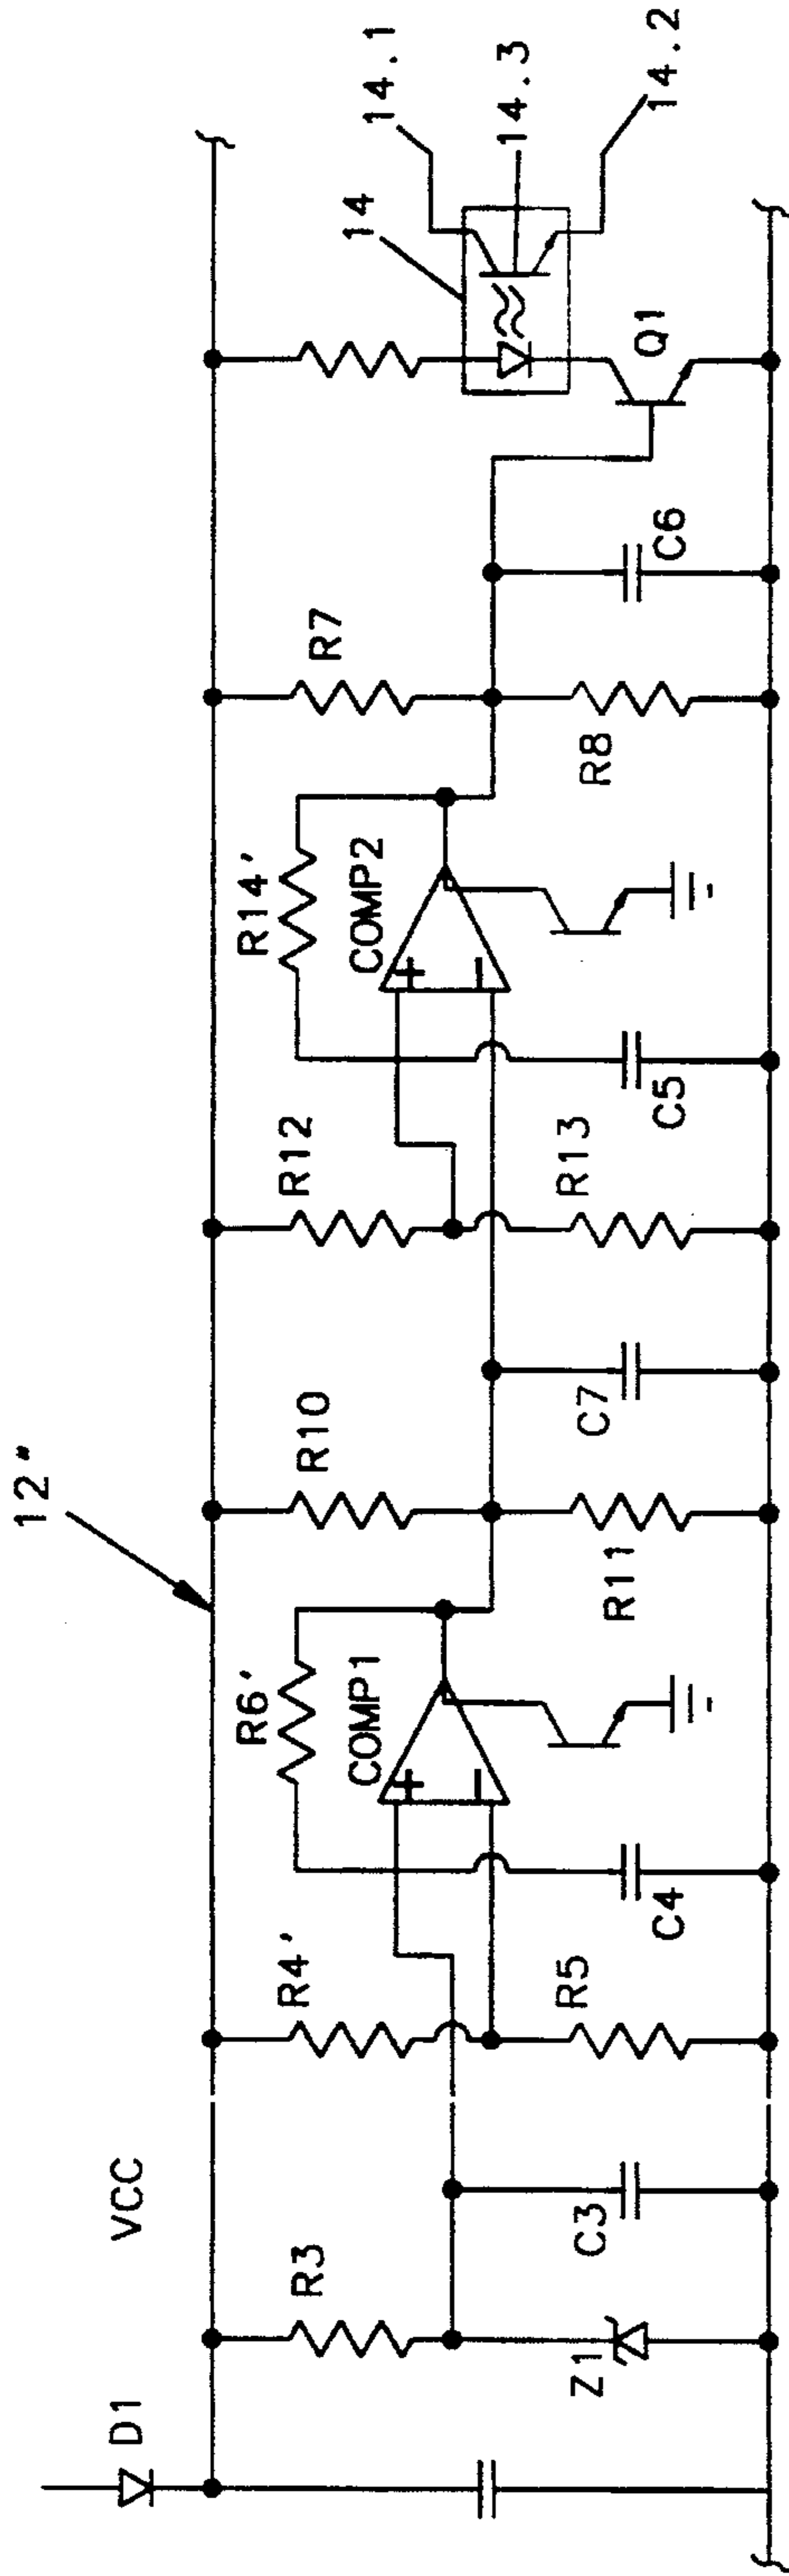 12"
D1
VCC
R3
R4'
R6'
R10
R12
R14'
R7
14
14.1
14.3
14.2
COMP1
+
−
COMP2
+
−
Z1
C3
R5
C4
R11
C7
R13
C5
R8
C6
Q1